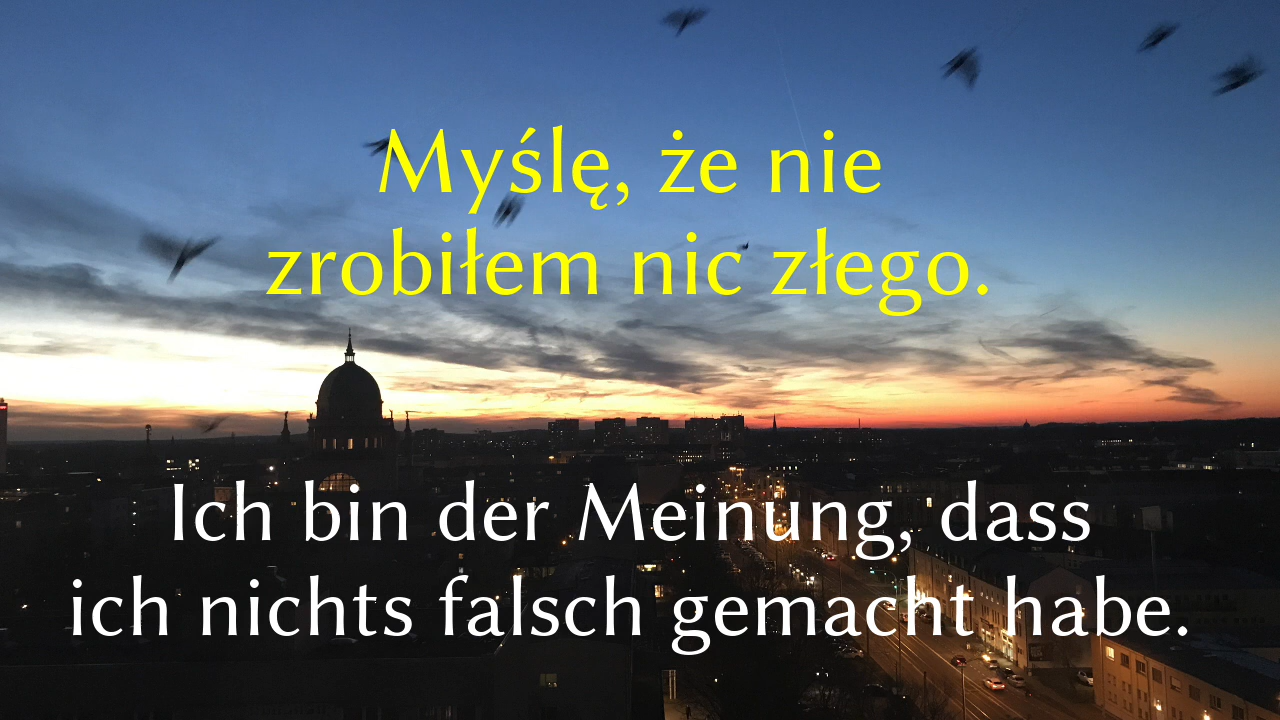 Myślę, że nie
zrobiłem nic złego.
Ich bin der Meinung, dass
ich nichts falsch gemacht habe.